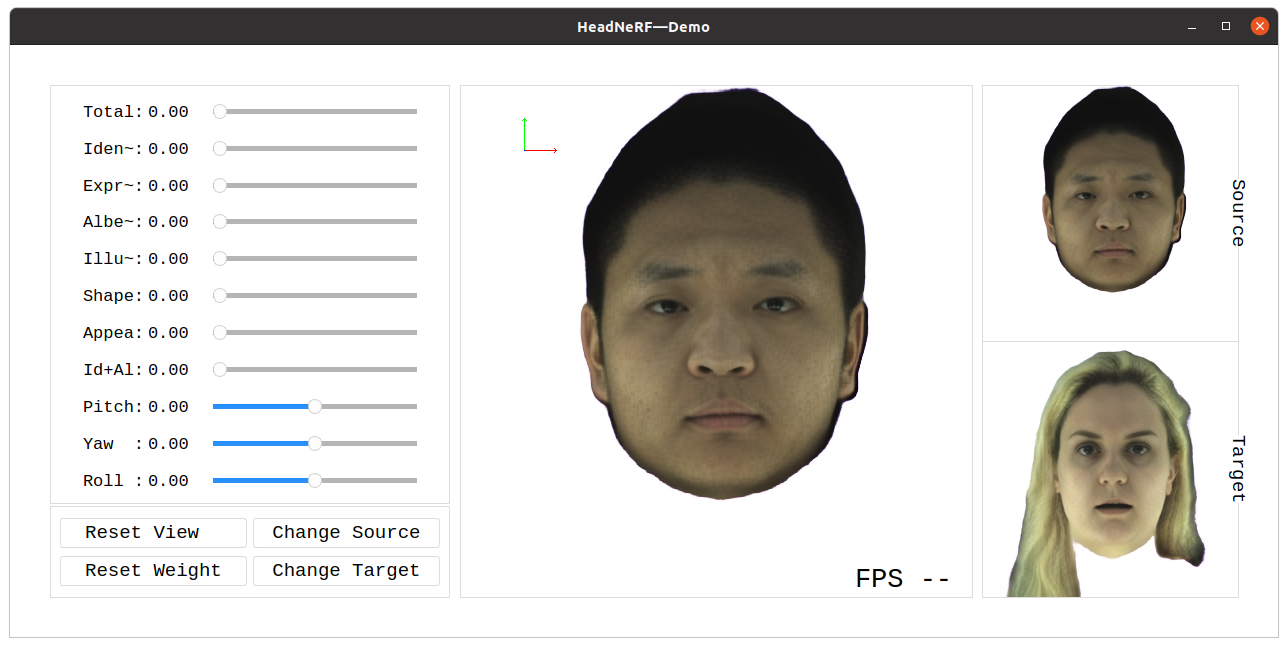 HeadNeRF—Demo
Total: 0.00
Iden~: 0.00
Expr~: 0.00
Albe~: 0.00
Illu~: 0.00
Shape: 0.00
Appea: 0.00
Id+Al: 0.00
Pitch: 0.00
Yaw : 0.00
Roll : 0.00
Reset View
Change Source
Reset Weight
Change Target
FPS --
Source
Target